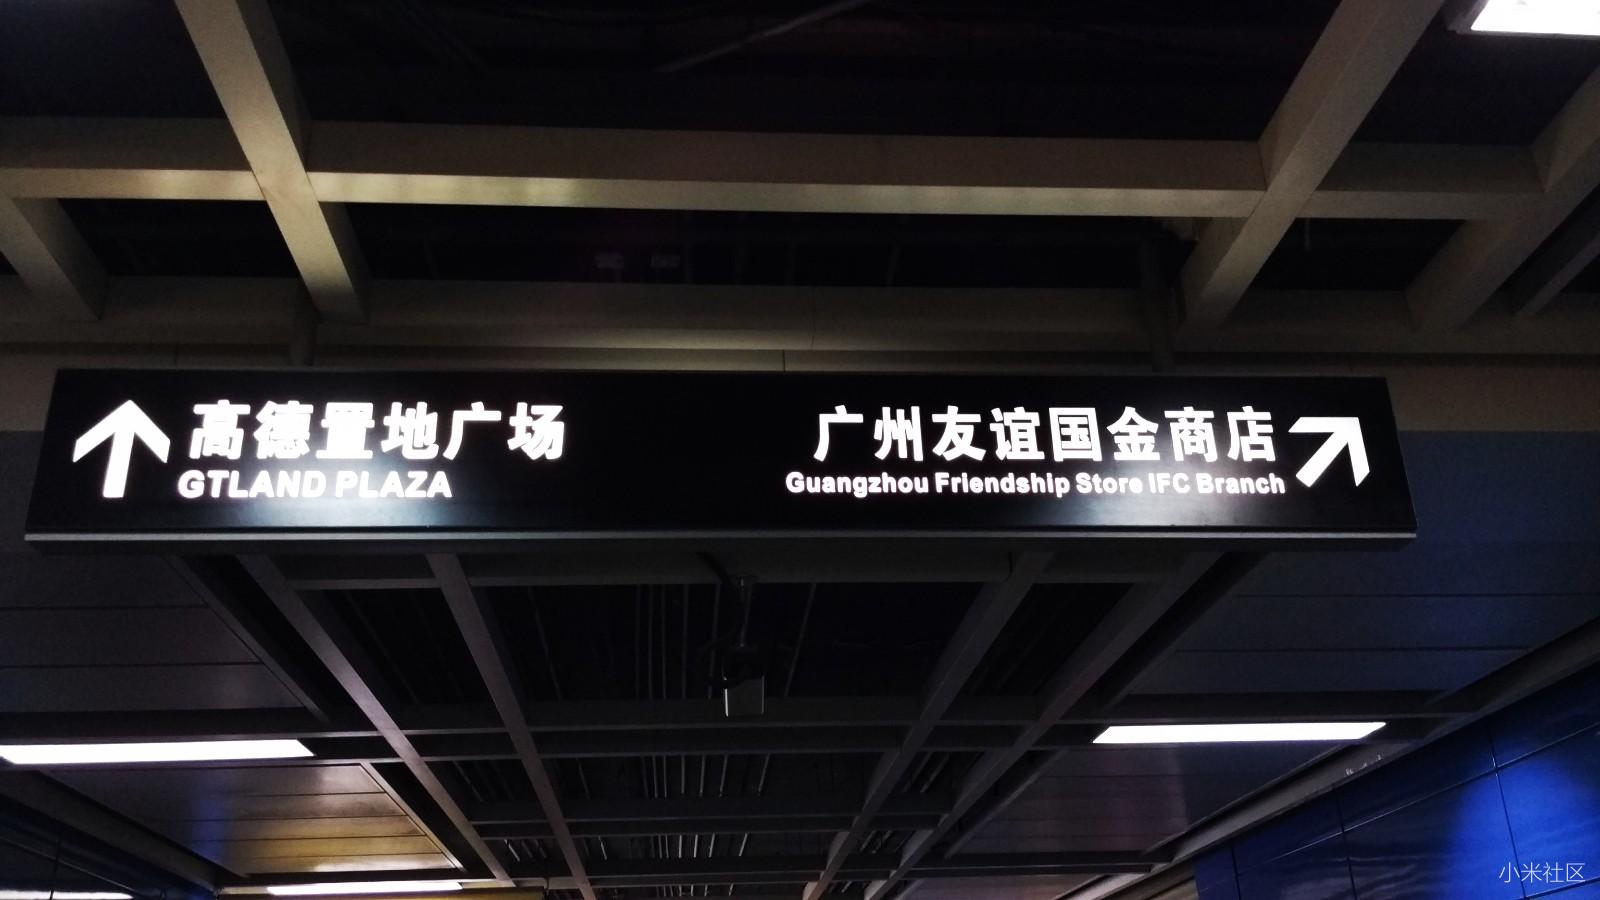 高德置地广场
GTLAND PLAZA
广州友谊国金商店
Guangzhou Friendship Store IFC Branch
小米社区